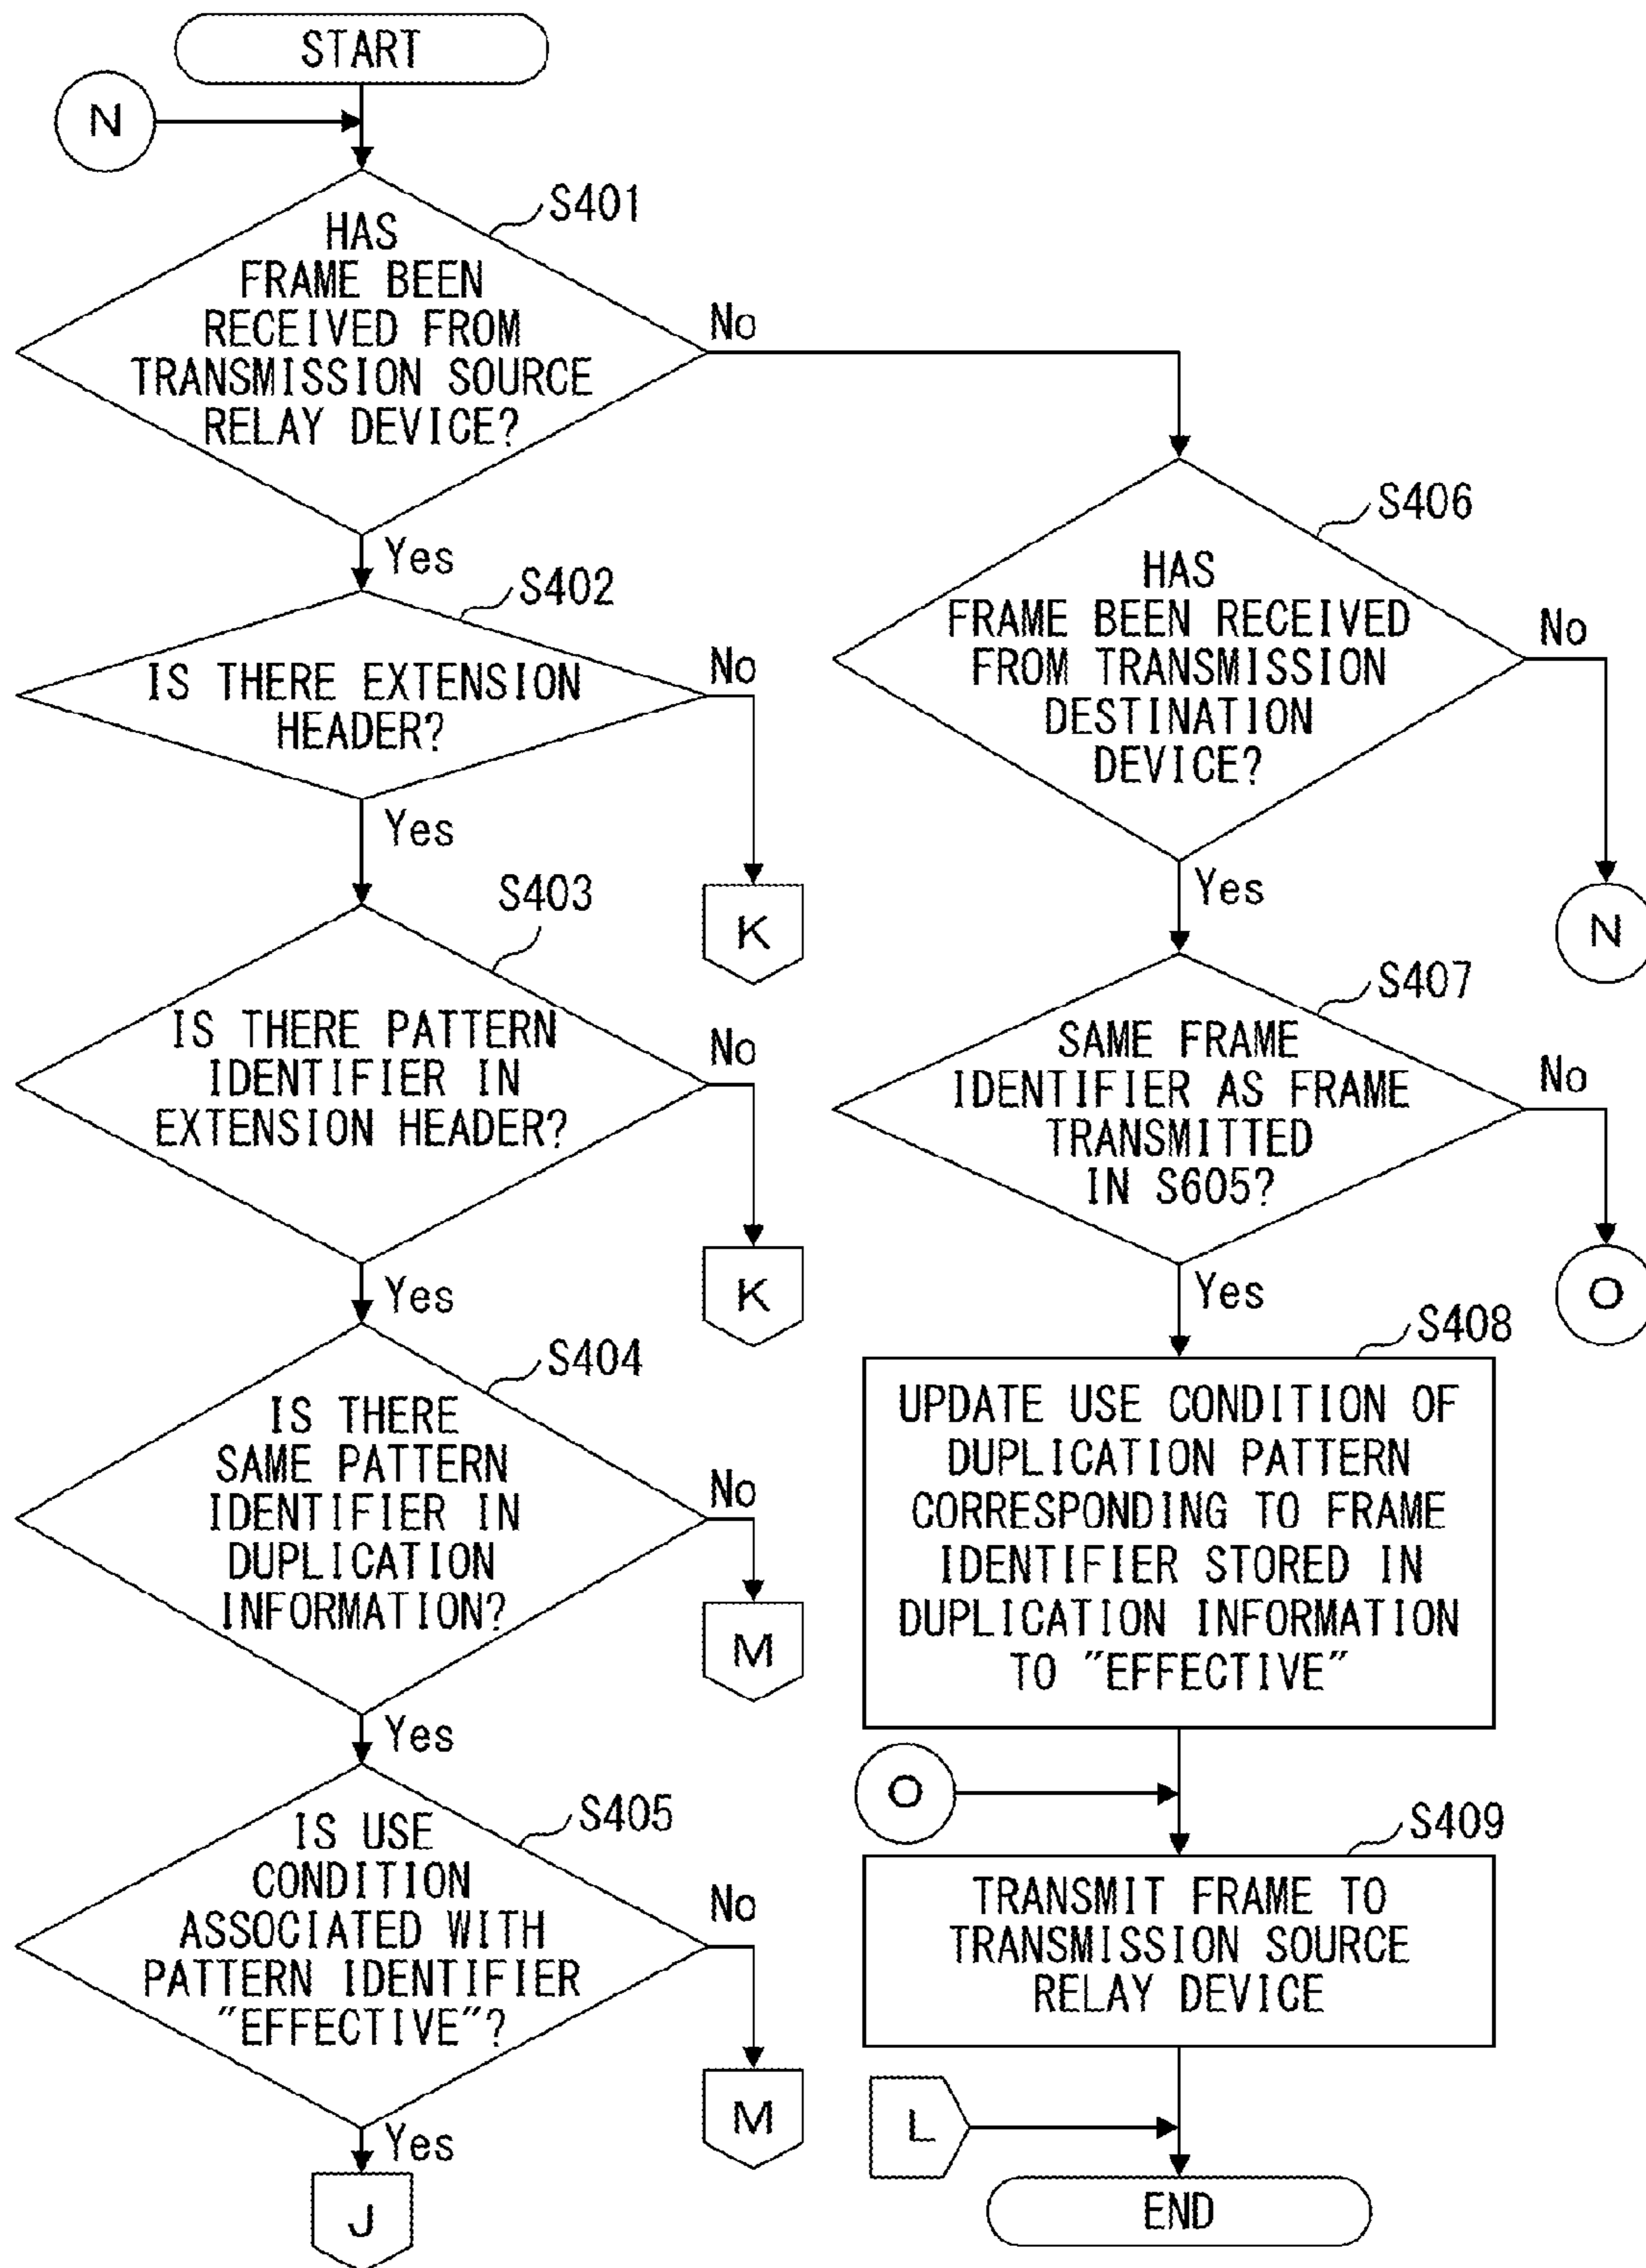 START
N
S401
HAS
FRAME BEEN
RECEIVED FROM
TRANSMISSION SOURCE
RELAY DEVICE?
No
Yes
S402
IS THERE EXTENSION
HEADER?
No
K
Yes
S403
IS THERE PATTERN
IDENTIFIER IN
EXTENSION HEADER?
No
K
Yes
S404
IS THERE
SAME PATTERN
IDENTIFIER IN
DUPLICATION
INFORMATION?
No
M
Yes
S405
IS USE
CONDITION
ASSOCIATED WITH
PATTERN IDENTIFIER
"EFFECTIVE"?
No
M
Yes
J
S406
HAS
FRAME BEEN RECEIVED
FROM TRANSMISSION
DESTINATION
DEVICE?
No
N
Yes
S407
SAME FRAME
IDENTIFIER AS FRAME
TRANSMITTED
IN S605?
No
O
Yes
S408
UPDATE USE CONDITION OF
DUPLICATION PATTERN
CORRESPONDING TO FRAME
IDENTIFIER STORED IN
DUPLICATION INFORMATION
TO "EFFECTIVE"
O
S409
TRANSMIT FRAME TO
TRANSMISSION SOURCE
RELAY DEVICE
L
END